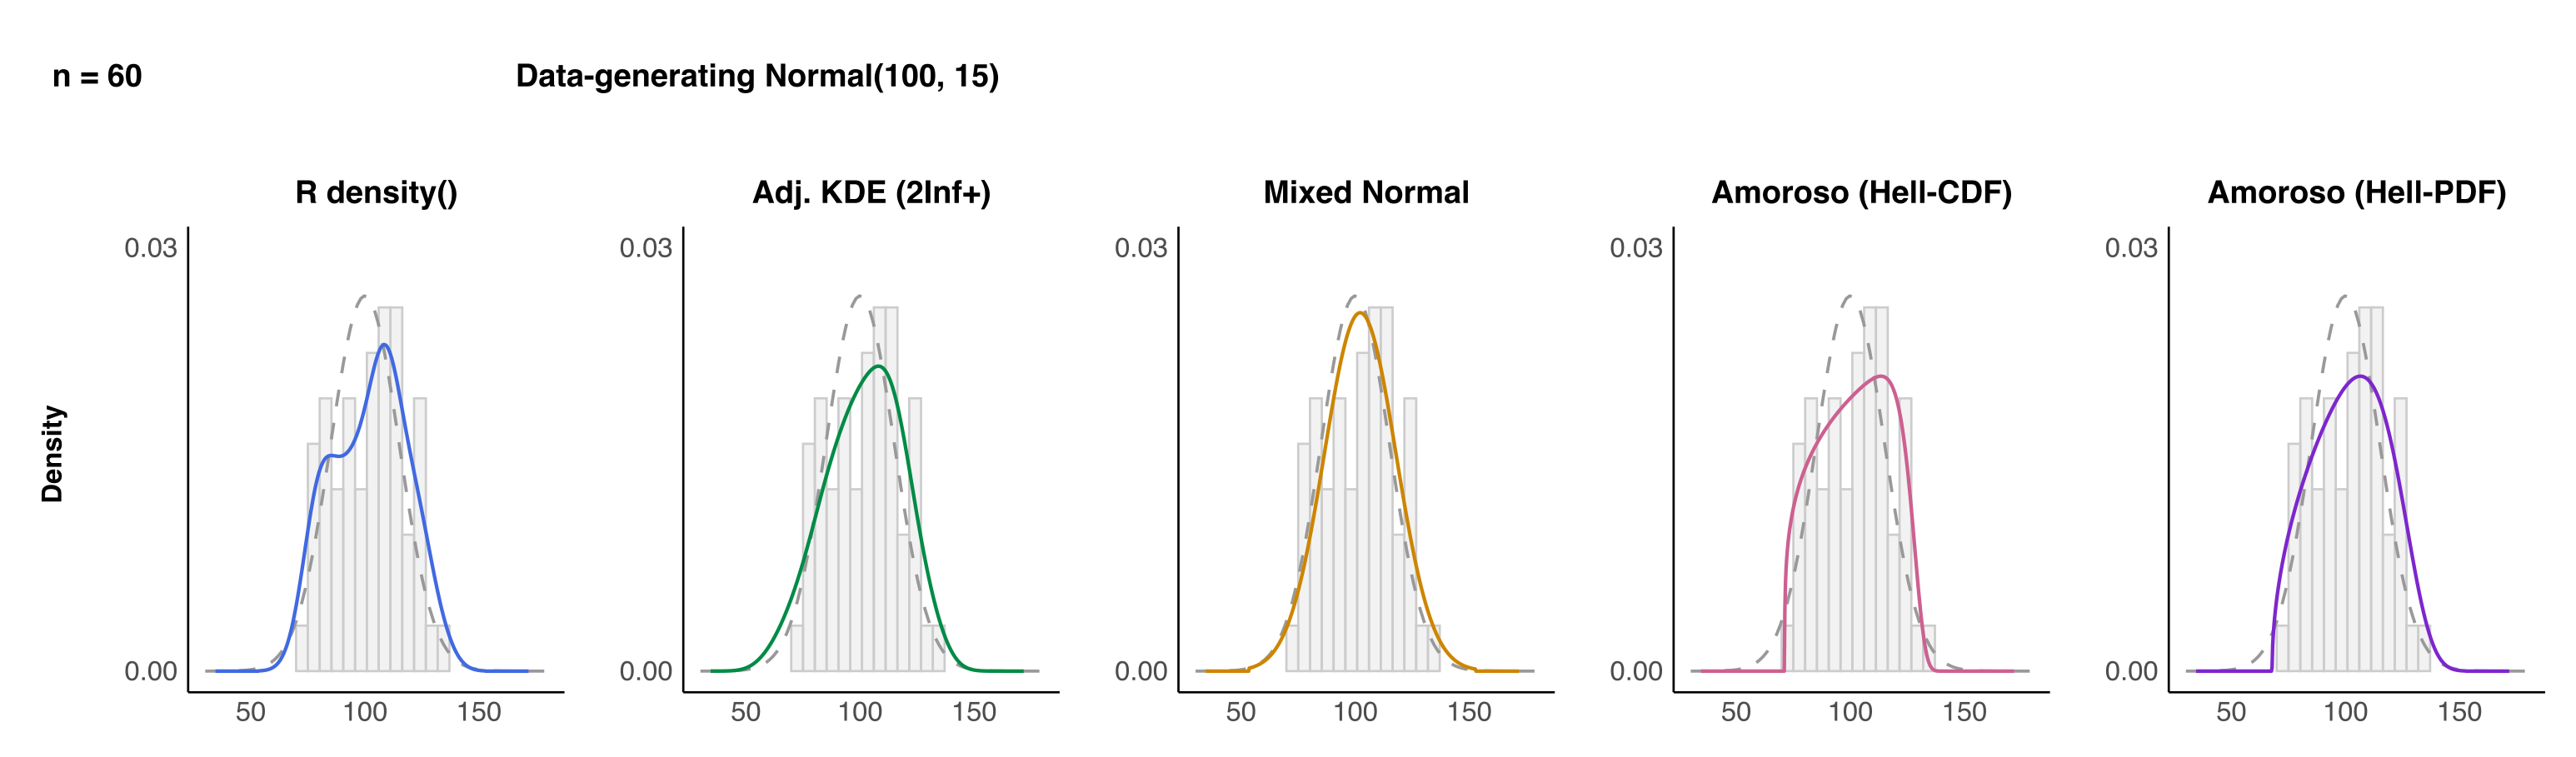 n = 60
Data-generating Normal(100, 15)
R density()
Adj. KDE (2Inf+)
Mixed Normal
Amoroso (Hell-CDF)
Amoroso (Hell-PDF)
Density
0.03
0.00
50 100 150
0.03
0.00
50 100 150
0.03
0.00
50 100 150
0.03
0.00
50 100 150
0.03
0.00
50 100 150